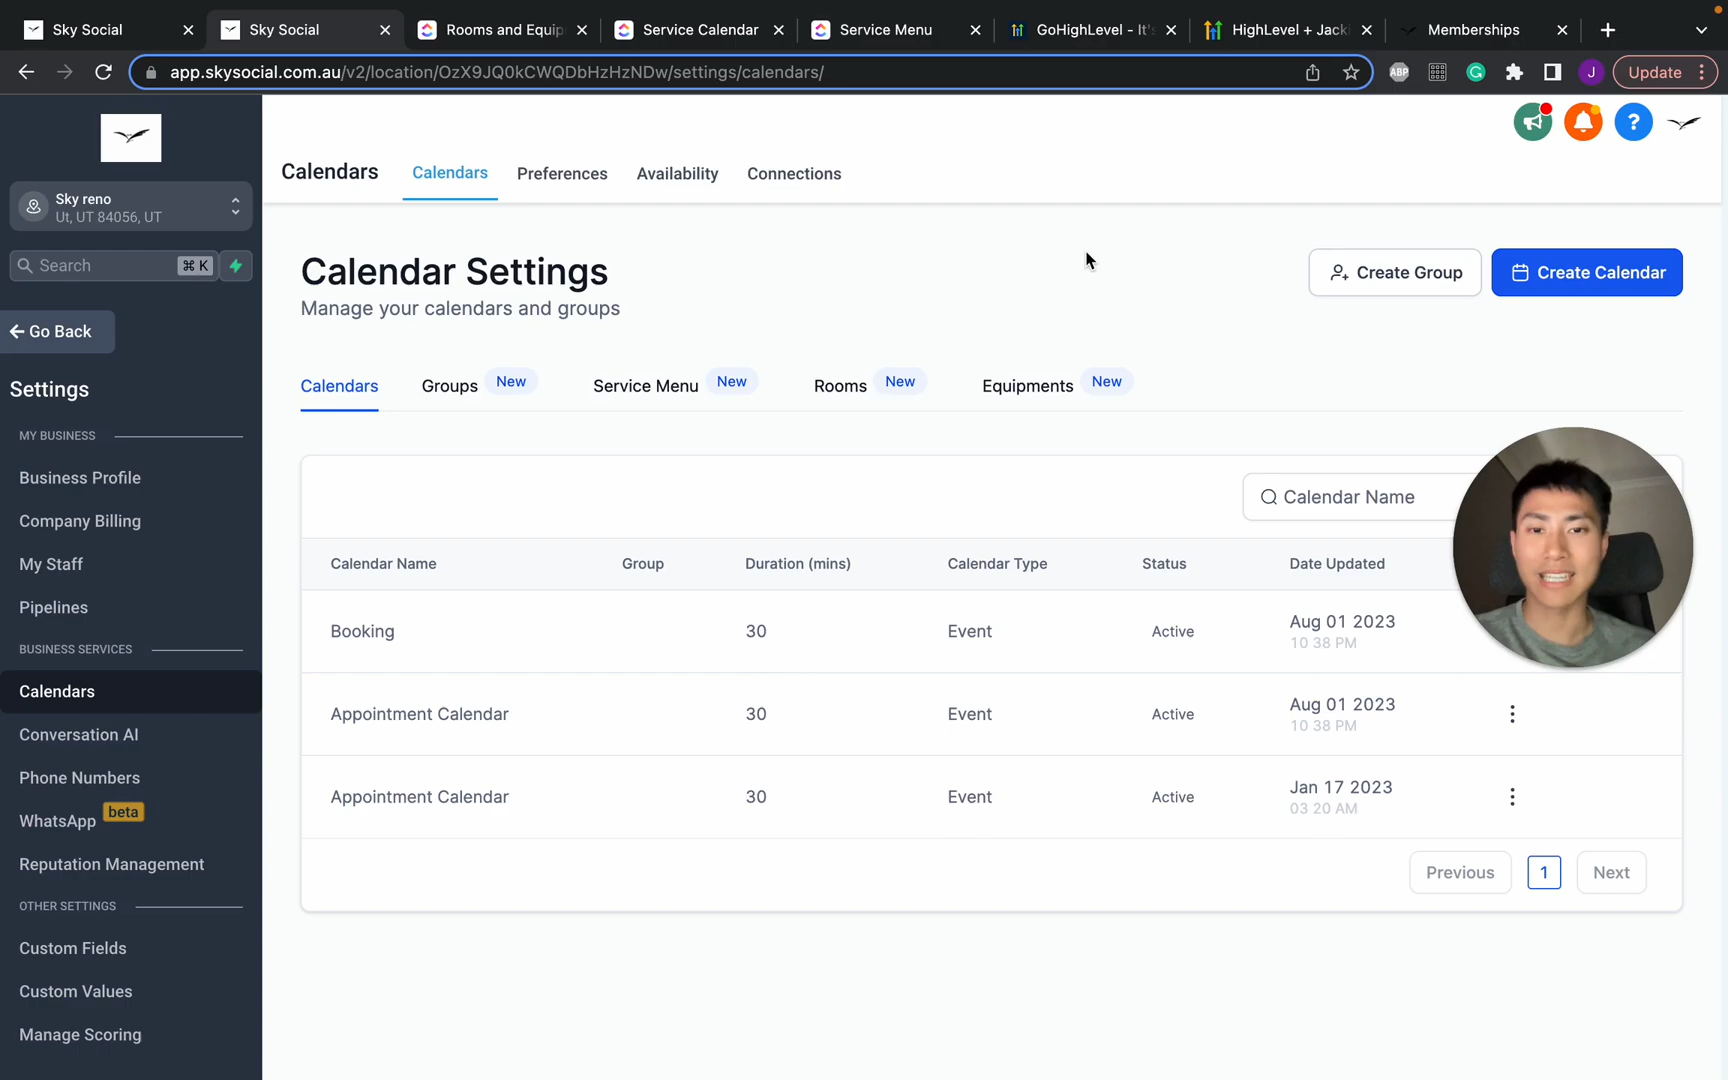 Sky Social
Sky Social
Rooms and Equip
Service Calendar
Service Menu
GoHighLevel - It's
HighLevel + Jack
Memberships
app.skysocial.com.au/v2/location/OzX9JQ0kCWQDbHzHzNDw/settings/calendars/
ABP
J
Update
Sky reno
Ut, UT 84056, UT
Search
⌘ K
Go Back
Settings
MY BUSINESS
Business Profile
Company Billing
My Staff
Pipelines
BUSINESS SERVICES
Calendars
Conversation AI
Phone Numbers
WhatsApp beta
Reputation Management
OTHER SETTINGS
Custom Fields
Custom Values
Manage Scoring
Calendars
Calendars Preferences Availability Connections
Calendar Settings
Manage your calendars and groups
Create Group
Create Calendar
Calendars Groups New Service Menu New Rooms New Equipments New
Calendar Name
Calendar Name Group Duration (mins) Calendar Type Status Date Updated
Booking 30 Event Active Aug 01 2023
10 38 PM
Appointment Calendar 30 Event Active Aug 01 2023
10 38 PM
Appointment Calendar 30 Event Active Jan 17 2023
03 20 AM
Previous 1 Next